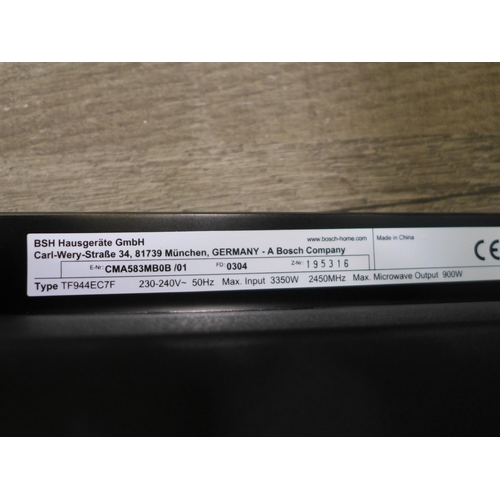 BSH Hausgeräte GmbH
www.bosch-home.com
Made in China
Carl-Wery-Straße 34, 81739 München, GERMANY - A Bosch Company
E-Nr. CMA583MB0B /01 FD 0304 Z-Nr. 195316
CE
Type TF944EC7F 230-240V~ 50Hz Max. Input 3350W 2450MHz Max. Microwave Output 900W